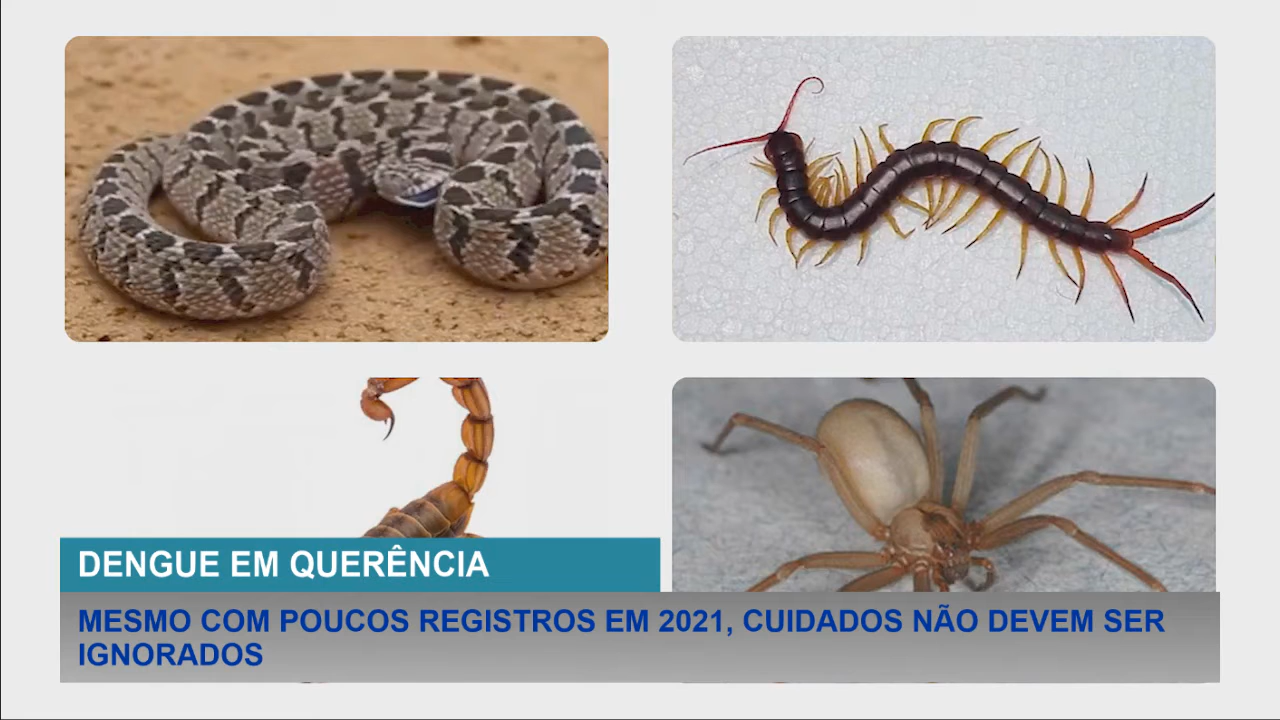 DENGUE EM QUERÊNCIA
MESMO COM POUCOS REGISTROS EM 2021, CUIDADOS NÃO DEVEM SER
IGNORADOS